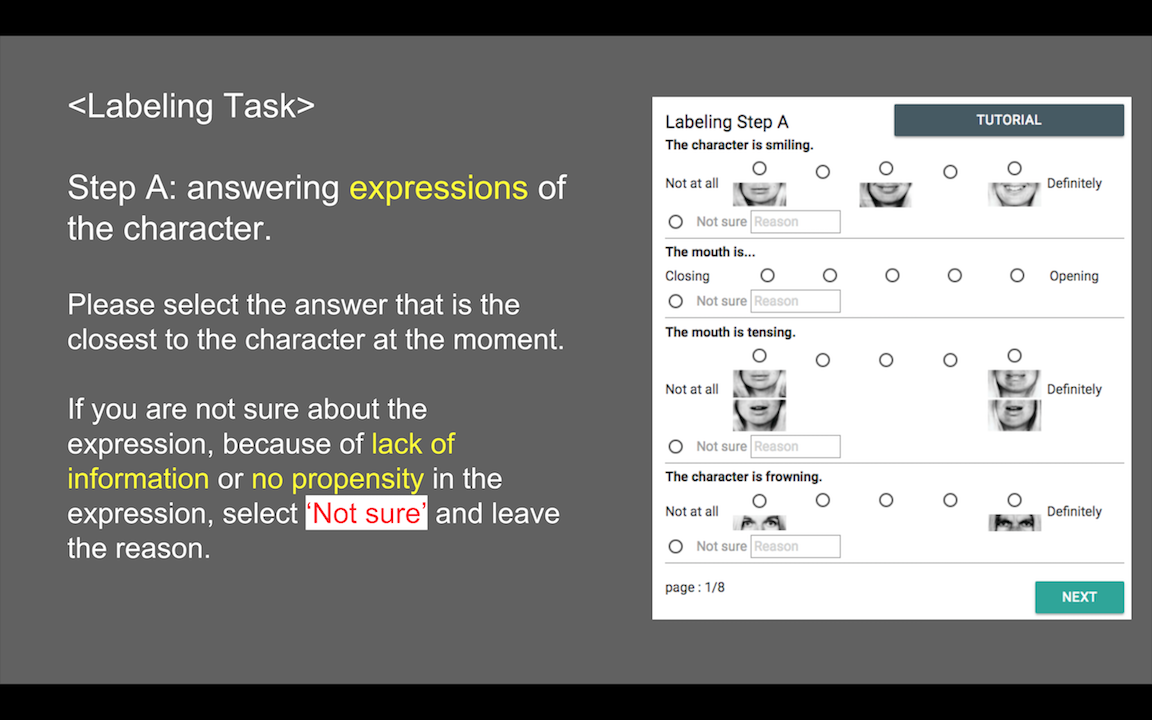 <Labeling Task>
Step A: answering expressions of
the character.
Please select the answer that is the
closest to the character at the moment.
If you are not sure about the
expression, because of lack of
information or no propensity in the
expression, select ‘Not sure’ and leave
the reason.
Labeling Step A
TUTORIAL
The character is smiling.
Not at all
Definitely
Not sure Reason
The mouth is...
Closing
Opening
Not sure Reason
The mouth is tensing.
Not at all
Definitely
Not sure Reason
The character is frowning.
Not at all
Definitely
Not sure Reason
page : 1/8
NEXT